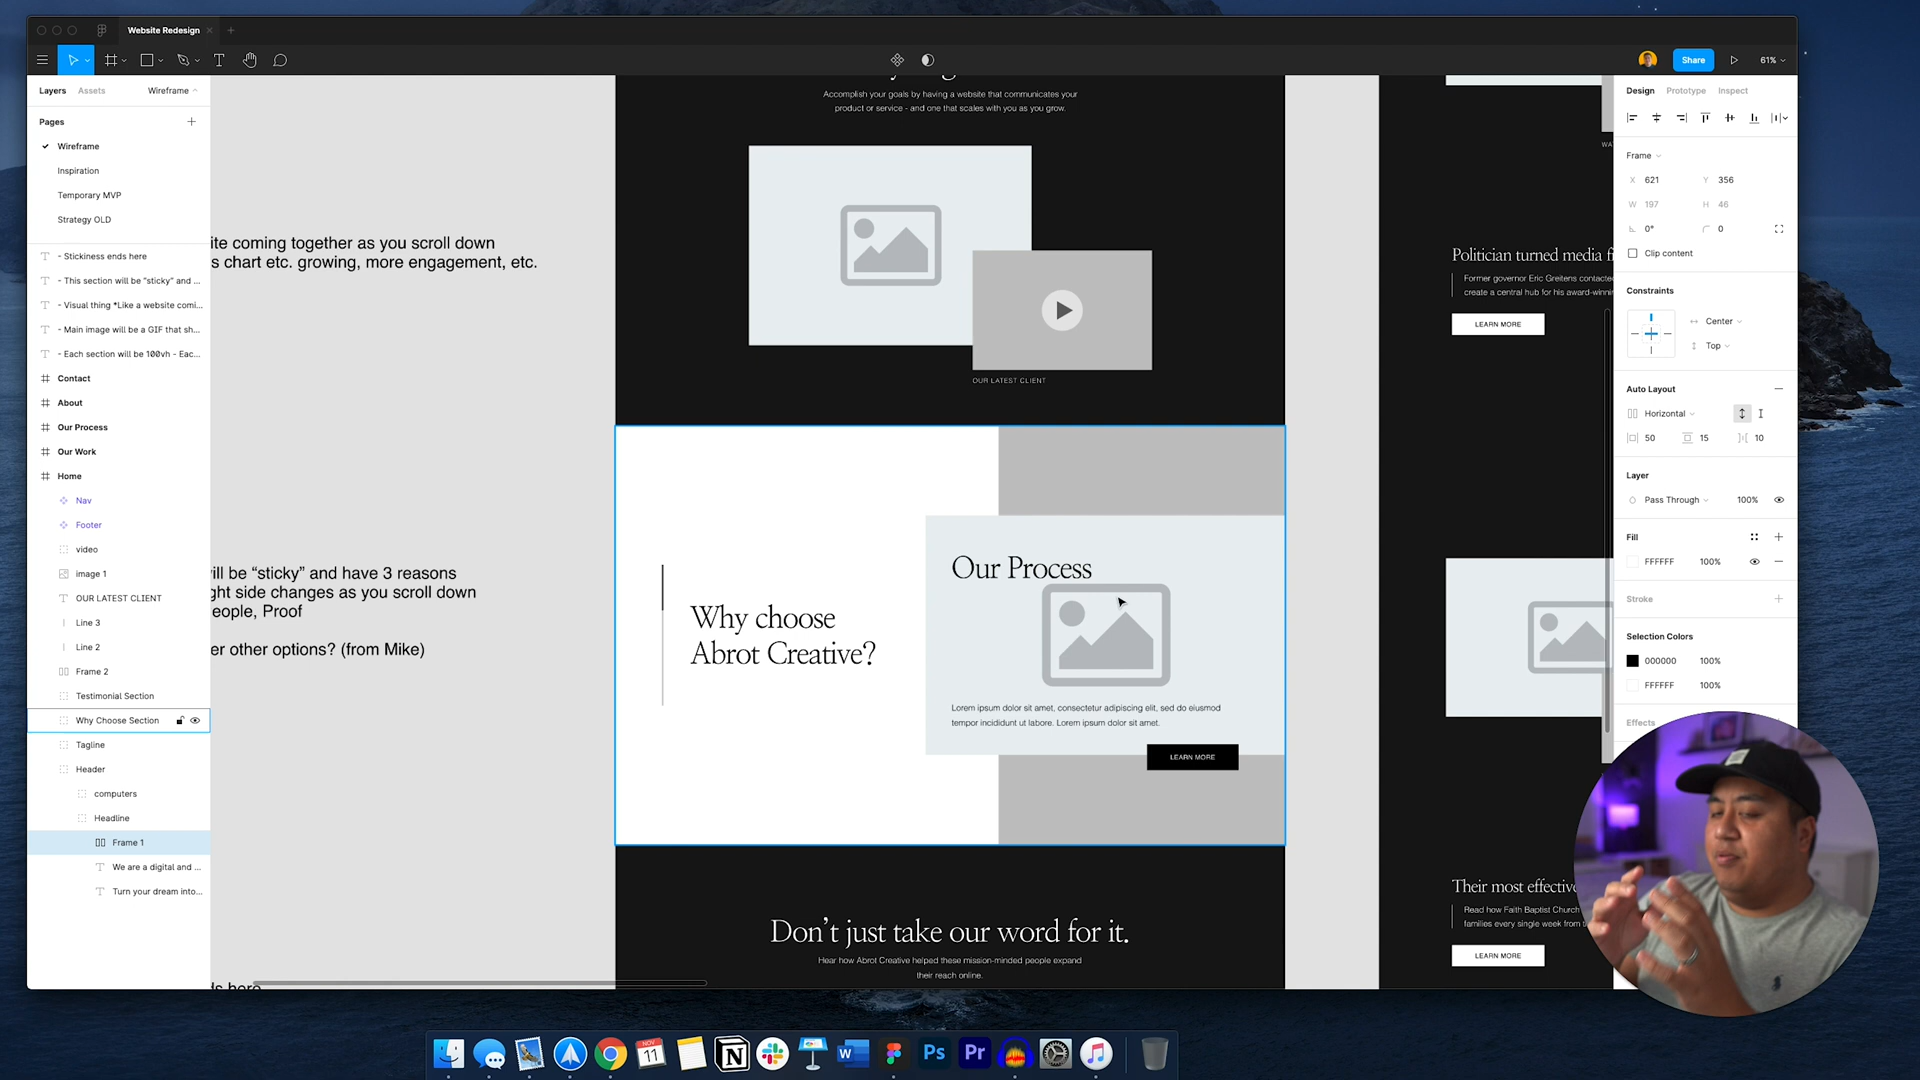 Website Redesign
Share
61%
Layers
Assets
Wireframe
Pages
Wireframe
Inspiration
Temporary MVP
Strategy OLD
- Stickiness ends here
- This section will be "sticky" and ...
- Visual thing *Like a website comi...
- Main image will be a GIF that sh...
- Each section will be 100vh - Eac...
Contact
About
Our Process
Our Work
Home
Nav
Footer
video
image 1
OUR LATEST CLIENT
Line 3
Line 2
Frame 2
Testimonial Section
Why Choose Section
Tagline
Header
computers
Headline
Frame 1
We are a digital and ...
Turn your dream into...
ite coming together as you scroll down
s chart etc. growing, more engagement, etc.
ill be “sticky” and have 3 reasons
ght side changes as you scroll down
eople, Proof
er other options? (from Mike)
ds here
Accomplish your goals by having a website that communicates your
product or service - and one that scales with you as you grow.
OUR LATEST CLIENT
Why choose
Abrot Creative?
Our Process
Lorem ipsum dolor sit amet, consectetur adipiscing elit, sed do eiusmod
tempor incididunt ut labore. Lorem ipsum dolor sit amet.
LEARN MORE
Don’t just take our word for it.
Hear how Abrot Creative helped these mission-minded people expand
their reach online.
WA
Politician turned media fi
Former governor Eric Greitens contacted
create a central hub for his award-winni
LEARN MORE
Their most effective
Read how Faith Baptist Church
families every single week from t
LEARN MORE
Design
Prototype
Inspect
Frame
X 621
Y 356
W 197
H 46
0°
0
Clip content
Constraints
Center
Top
Auto Layout
Horizontal
50
15
10
Layer
Pass Through
100%
Fill
FFFFFF
100%
Stroke
Selection Colors
000000
100%
FFFFFF
100%
Effects
NOV
11
W
Ps
Pr